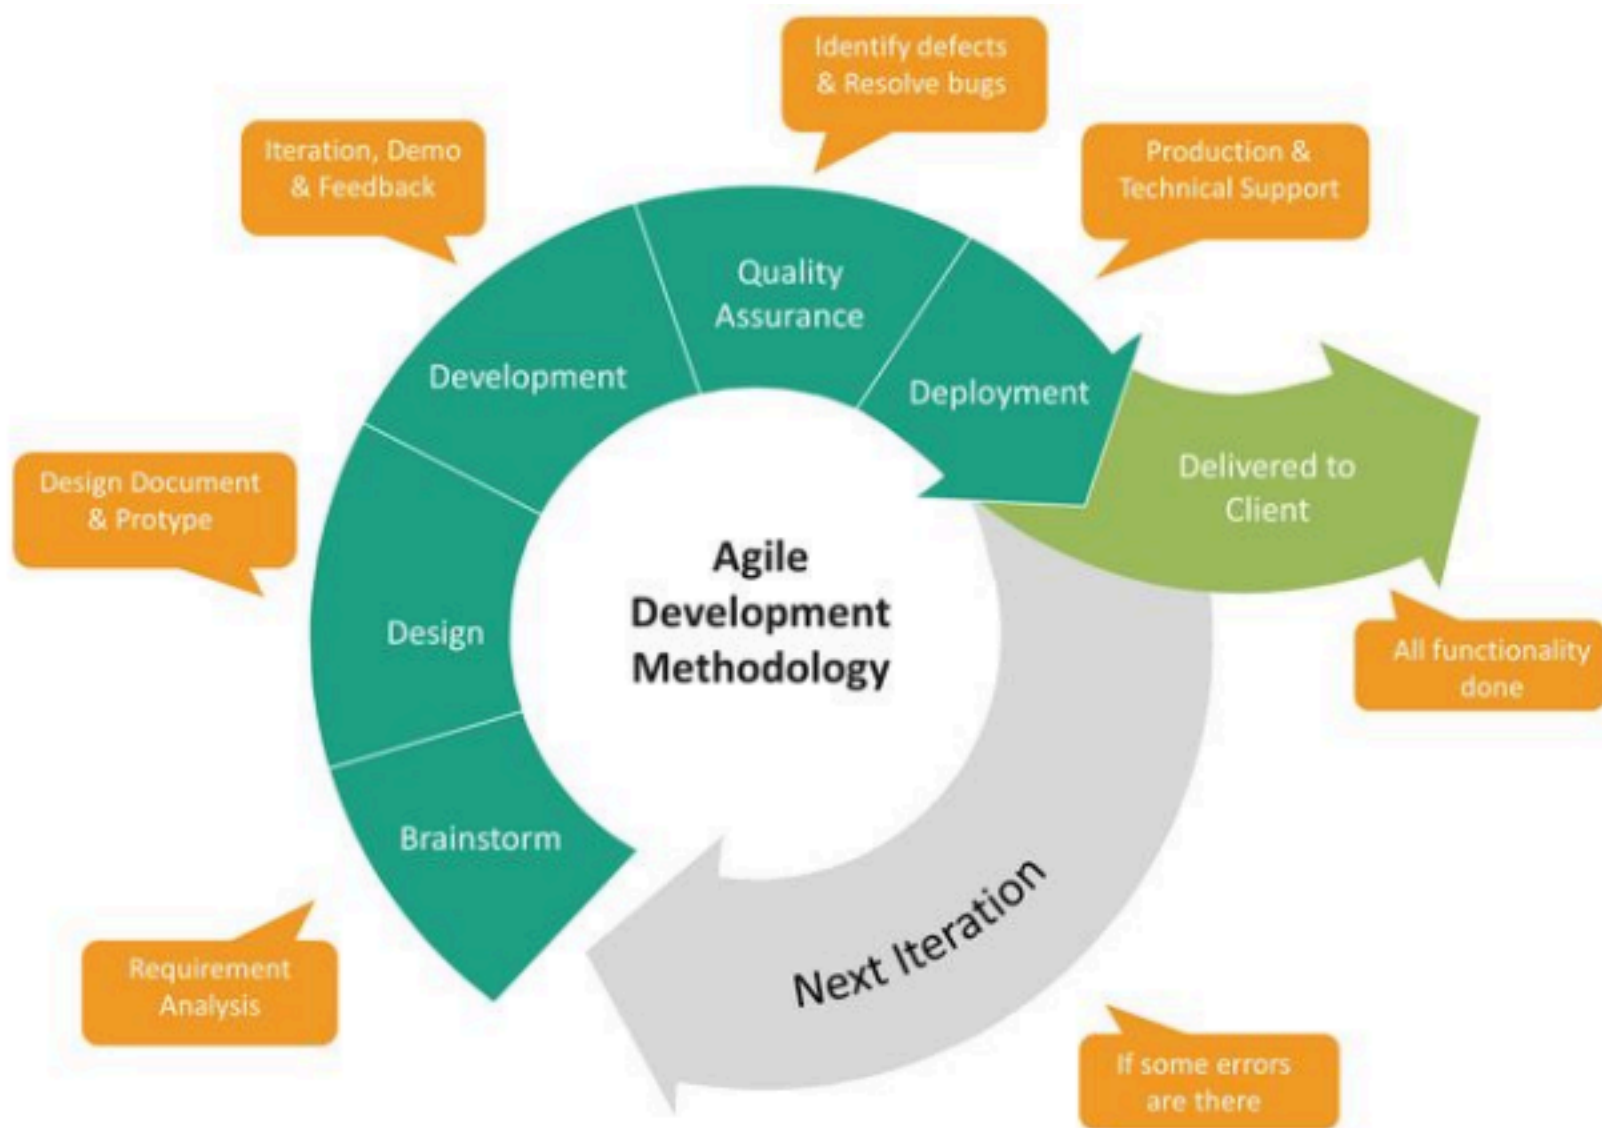 Identify defects
& Resolve bugs
Iteration, Demo
& Feedback
Production &
Technical Support
Quality
Assurance
Development
Deployment
Delivered to
Client
Design Document
& Protype
Agile
Development
Methodology
Design
All functionality
done
Brainstorm
Next Iteration
Requirement
Analysis
If some errors
are there